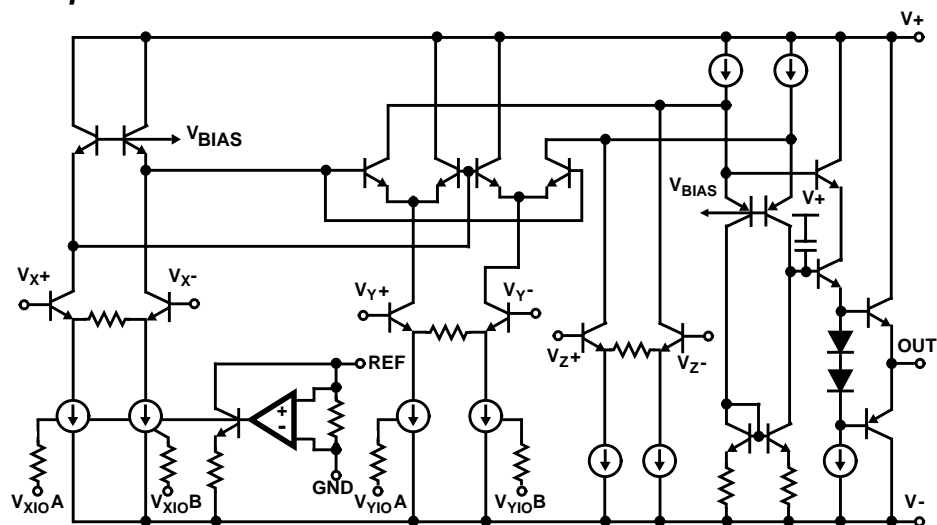 V+
VBIAS
VBIAS
V+
VX+
VX-
VY+
VY-
VZ+
VZ-
OUT
REF
+
-
GND
VXIOA
VXIOB
VYIOA
VYIOB
V-